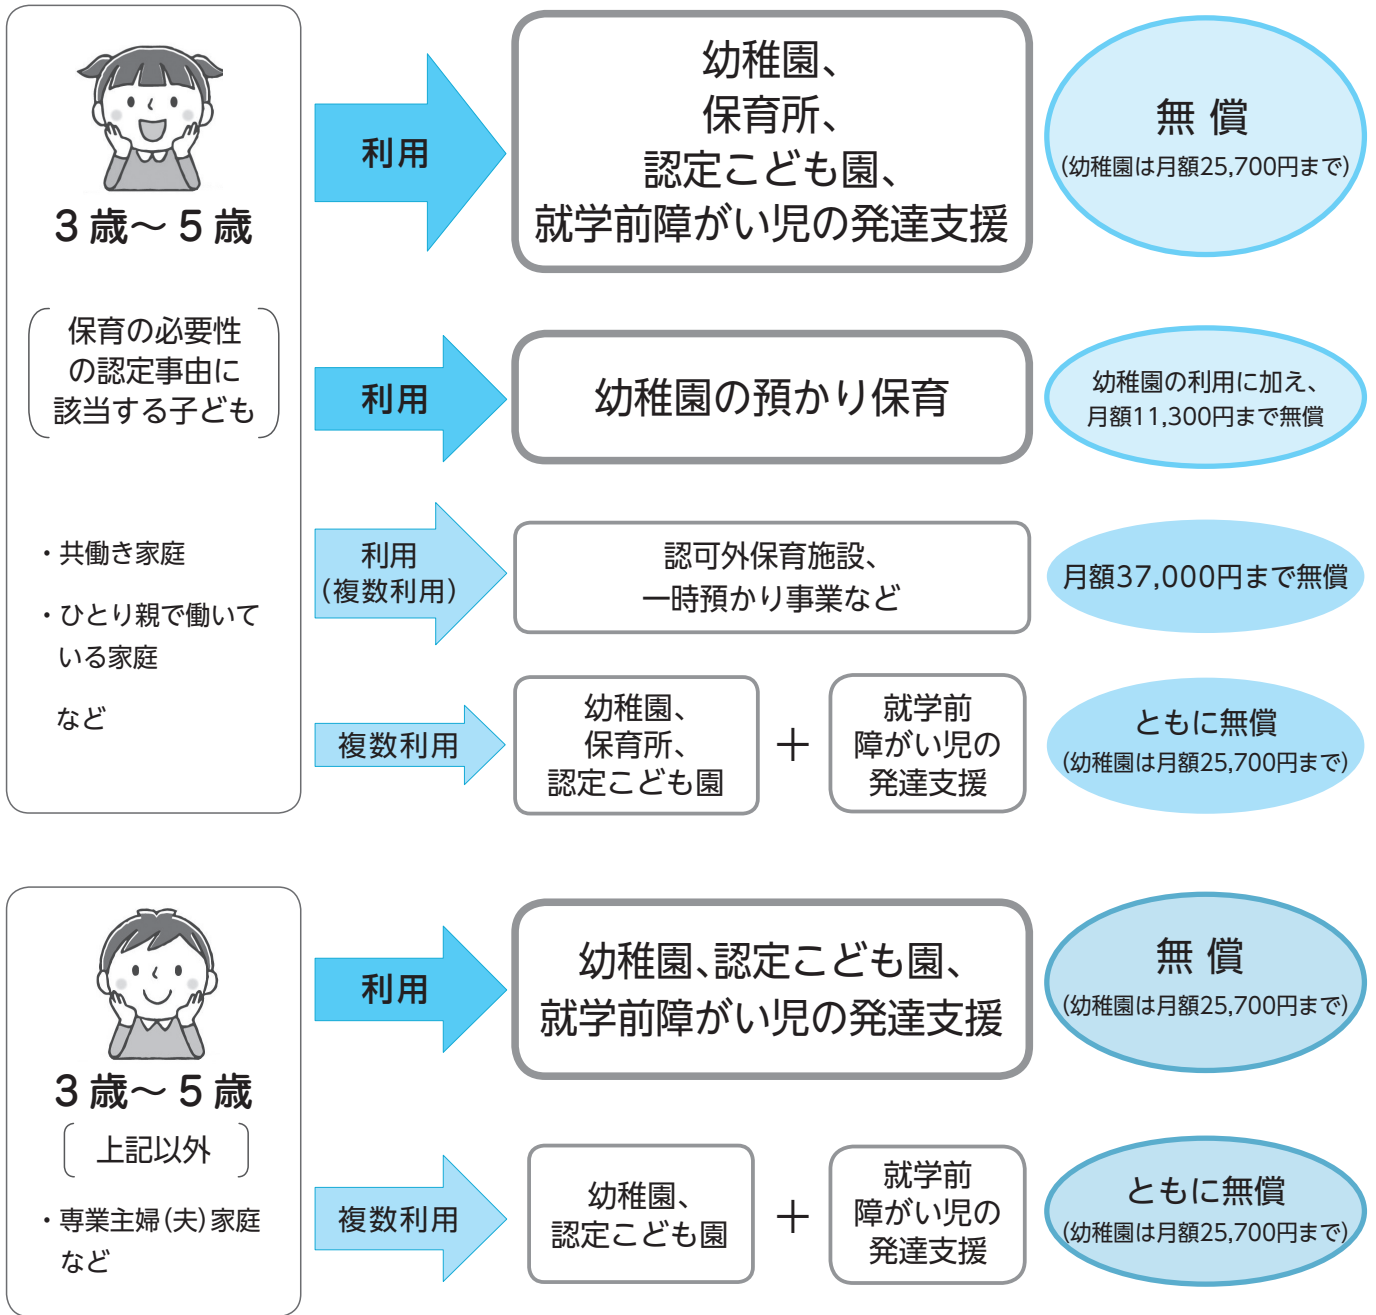 3歳～5歳
保育の必要性
の認定事由に
該当する子ども
・共働き家庭
・ひとり親で働いて
いる家庭
など
利用
幼稚園、
保育所、
認定こども園、
就学前障がい児の発達支援
無償
(幼稚園は月額25,700円まで)
利用
幼稚園の預かり保育
幼稚園の利用に加え、
月額11,300円まで無償
利用
(複数利用)
認可外保育施設、
一時預かり事業など
月額37,000円まで無償
複数利用
幼稚園、
保育所、
認定こども園
＋
就学前
障がい児の
発達支援
ともに無償
(幼稚園は月額25,700円まで)
3歳～5歳
上記以外
・専業主婦(夫)家庭
など
利用
幼稚園、認定こども園、
就学前障がい児の発達支援
無償
(幼稚園は月額25,700円まで)
複数利用
幼稚園、
認定こども園
＋
就学前
障がい児の
発達支援
ともに無償
(幼稚園は月額25,700円まで)